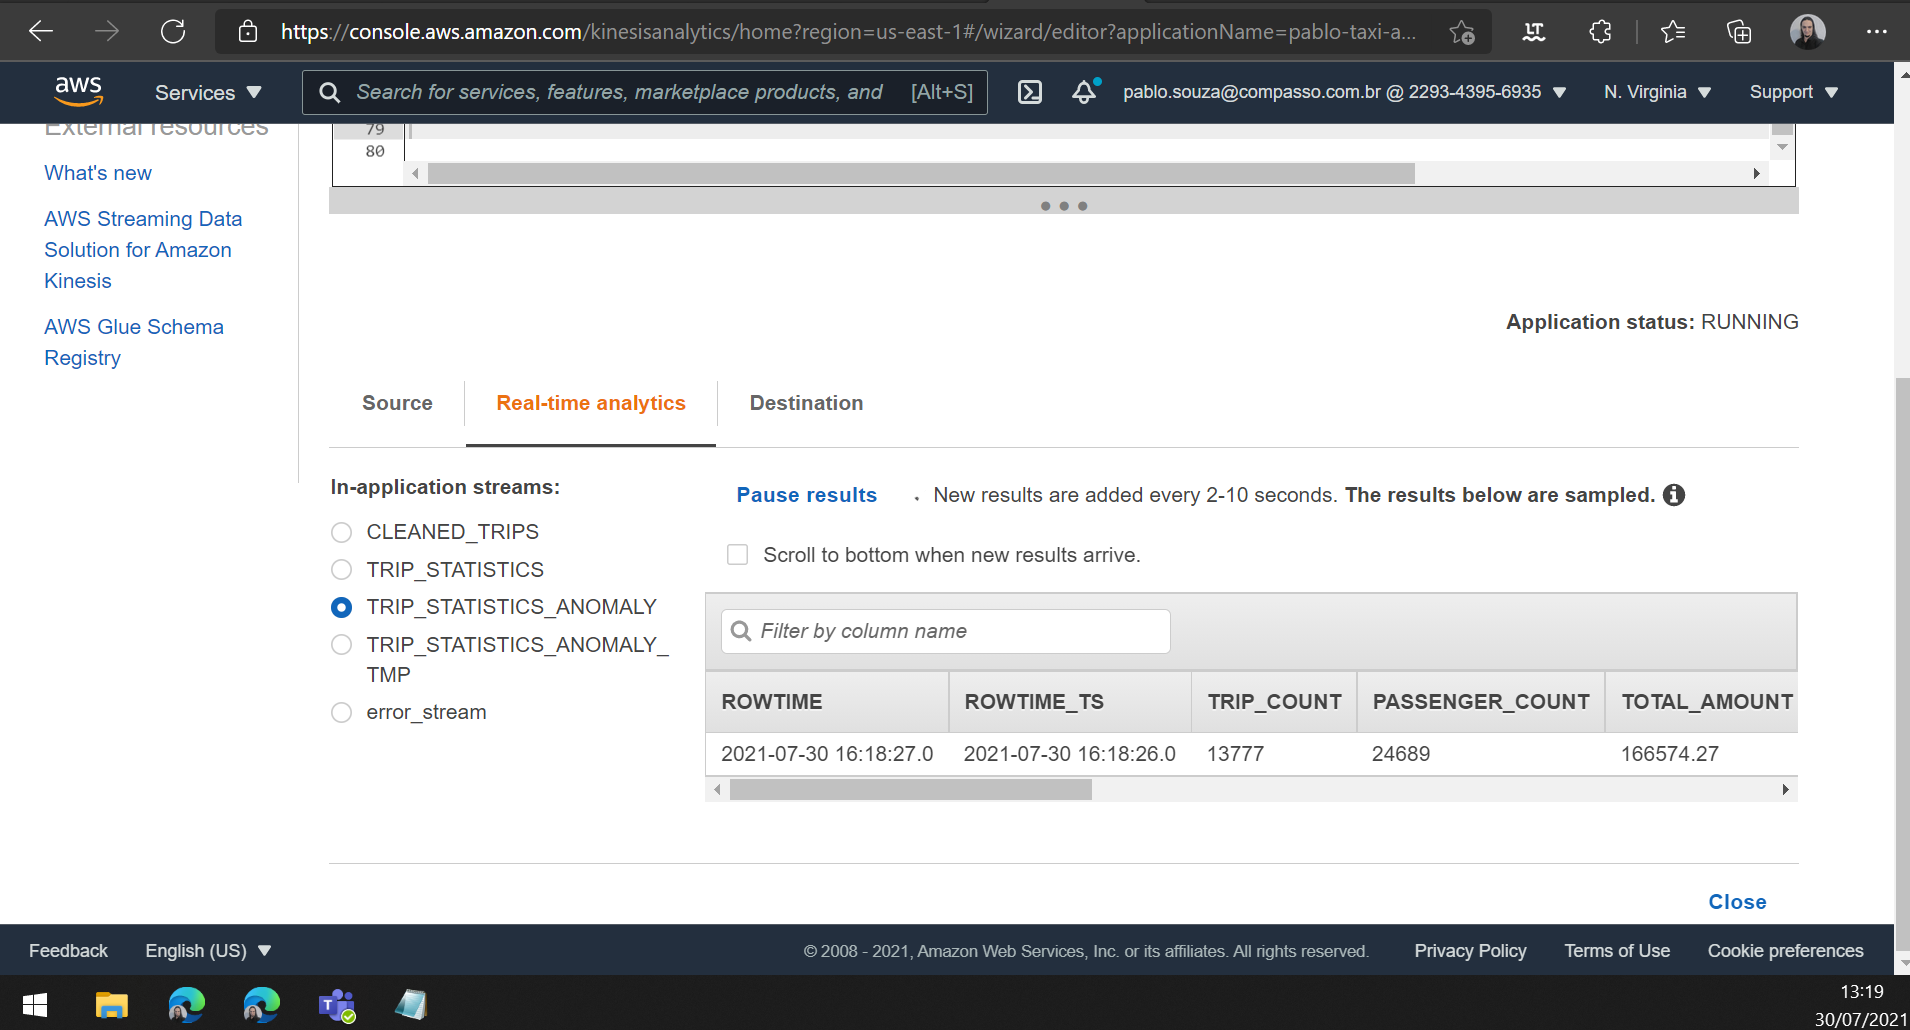 https://console.aws.amazon.com/kinesisanalytics/home?region=us-east-1#/wizard/editor?applicationName=pablo-taxi-a...
aws
Services
Search for services, features, marketplace products, and
[Alt+S]
pablo.souza@compasso.com.br @ 2293-4395-6935
N. Virginia
Support
External resources
What's new
AWS Streaming Data
Solution for Amazon
Kinesis
AWS Glue Schema
Registry
79
80
Application status: RUNNING
Source
Real-time analytics
Destination
In-application streams:
CLEANED_TRIPS
TRIP_STATISTICS
TRIP_STATISTICS_ANOMALY
TRIP_STATISTICS_ANOMALY_
TMP
error_stream
Pause results
New results are added every 2-10 seconds. The results below are sampled.
Scroll to bottom when new results arrive.
Filter by column name
ROWTIME ROWTIME_TS TRIP_COUNT PASSENGER_COUNT TOTAL_AMOUNT
2021-07-30 16:18:27.0 2021-07-30 16:18:26.0 13777 24689 166574.27
Close
Feedback
English (US)
© 2008 - 2021, Amazon Web Services, Inc. or its affiliates. All rights reserved.
Privacy Policy
Terms of Use
Cookie preferences
13:19
30/07/2021